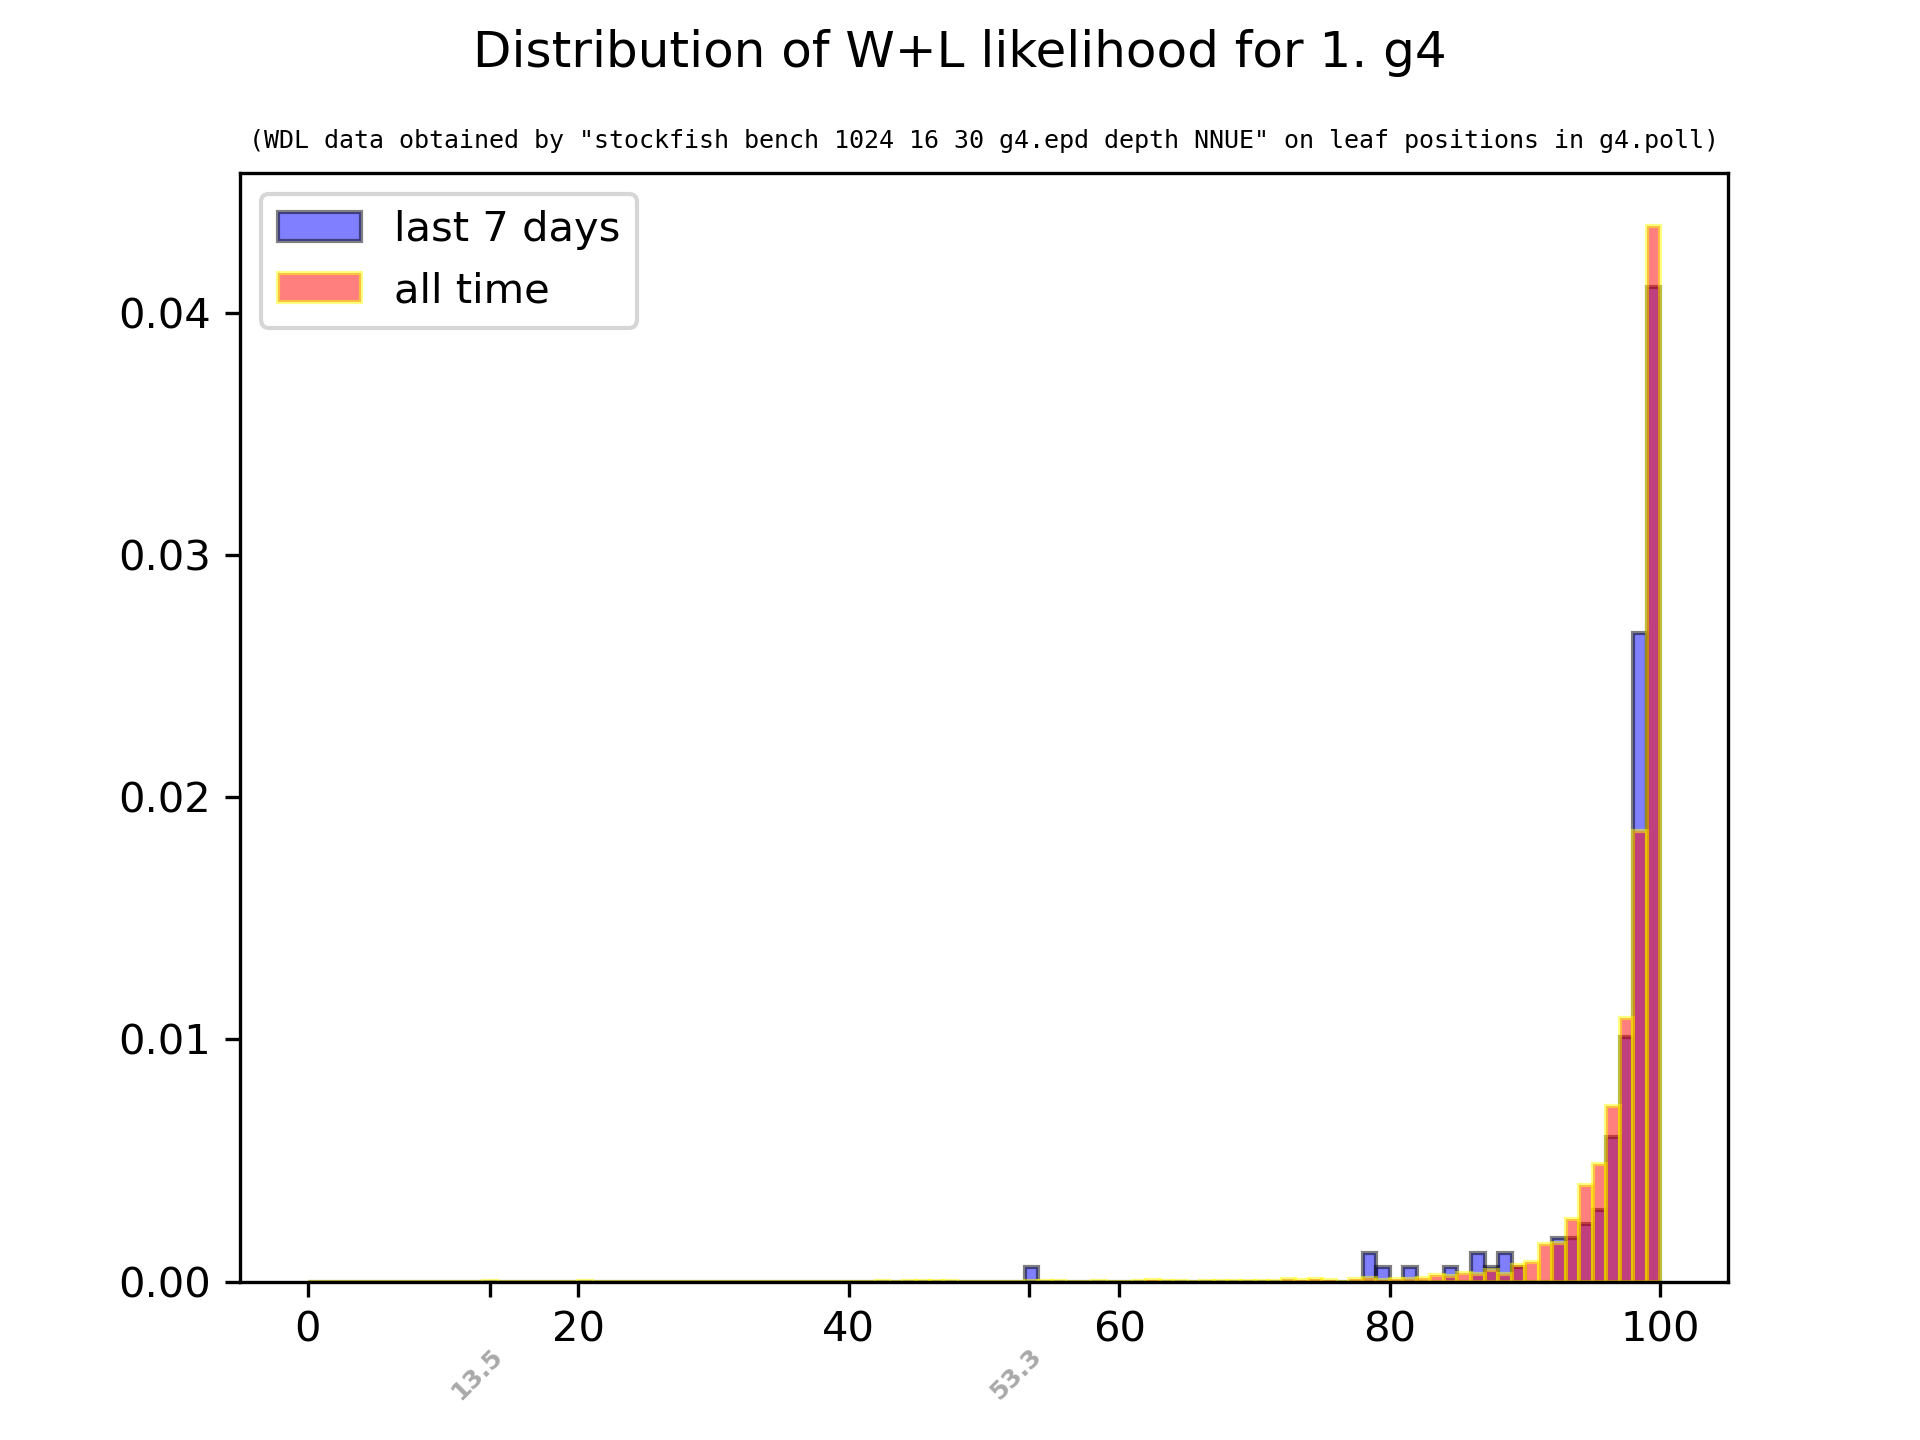 Distribution of W+L likelihood for 1. g4
(WDL data obtained by "stockfish bench 1024 16 30 g4.epd depth NNUE" on leaf positions in g4.poll)
last 7 days
all time
0.04
0.03
0.02
0.01
0.00
0 20 40 60 80 100
13.5 53.3